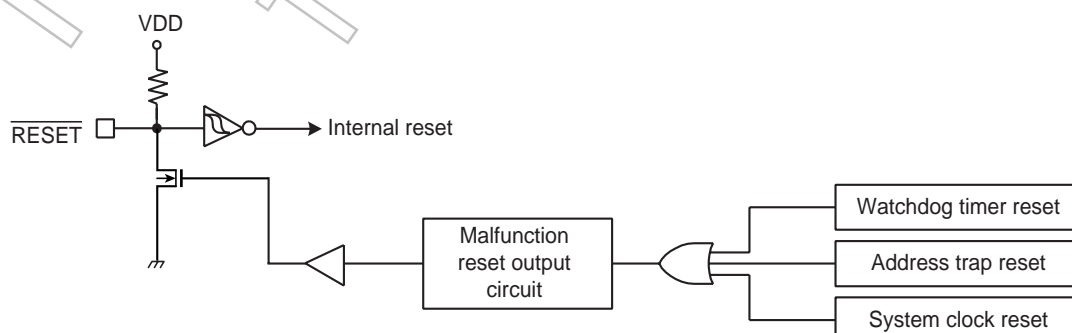 VDD
RESET
Internal reset
Malfunction
reset output
circuit
Watchdog timer reset
Address trap reset
System clock reset